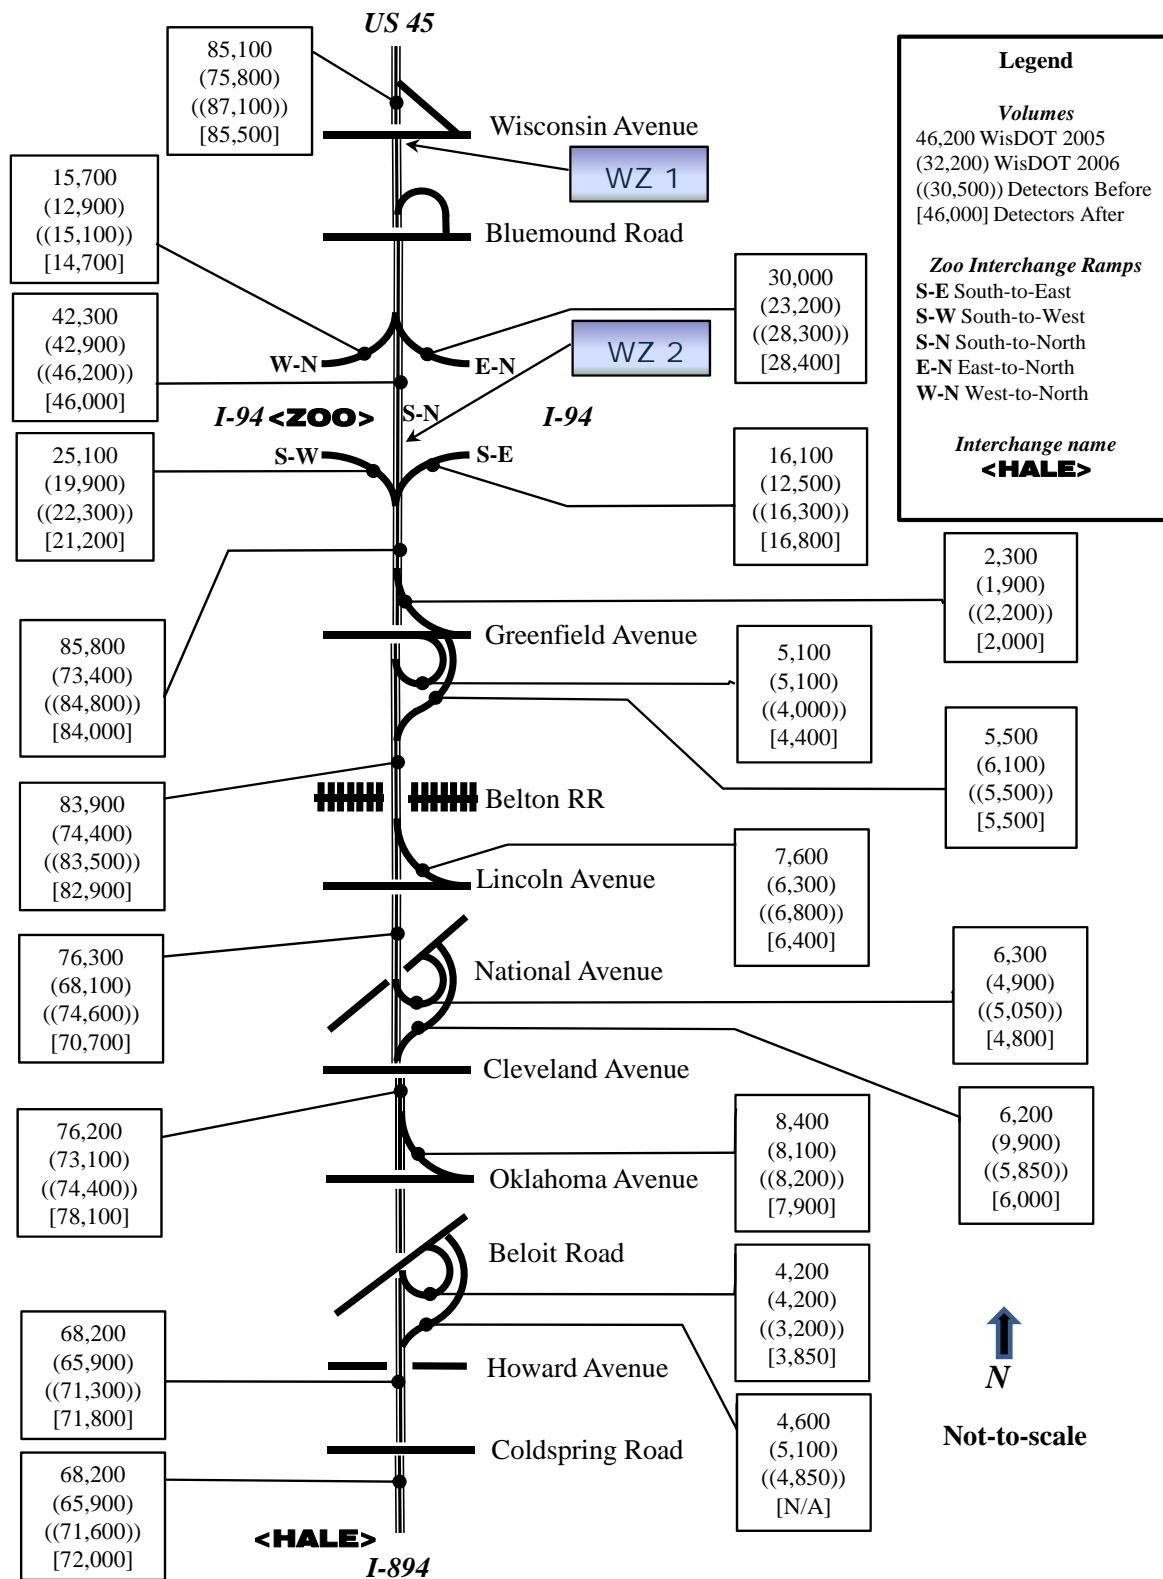 US 45
85,100
(75,800)
((87,100))
[85,500]
Wisconsin Avenue
WZ 1
Legend
Volumes
46,200 WisDOT 2005
(32,200) WisDOT 2006
((30,500)) Detectors Before
[46,000] Detectors After
Zoo Interchange Ramps
S-E South-to-East
S-W South-to-West
S-N South-to-North
E-N East-to-North
W-N West-to-North
Interchange name
<HALE>
15,700
(12,900)
((15,100))
[14,700]
Bluemound Road
30,000
(23,200)
((28,300))
[28,400]
42,300
(42,900)
((46,200))
[46,000]
W-N
E-N
WZ 2
I-94 <ZOO>
S-N
I-94
25,100
(19,900)
((22,300))
[21,200]
S-W
S-E
16,100
(12,500)
((16,300))
[16,800]
2,300
(1,900)
((2,200))
[2,000]
Greenfield Avenue
85,800
(73,400)
((84,800))
[84,000]
5,100
(5,100)
((4,000))
[4,400]
5,500
(6,100)
((5,500))
[5,500]
83,900
(74,400)
((83,500))
[82,900]
Belton RR
7,600
(6,300)
((6,800))
[6,400]
Lincoln Avenue
76,300
(68,100)
((74,600))
[70,700]
National Avenue
6,300
(4,900)
((5,050))
[4,800]
Cleveland Avenue
76,200
(73,100)
((74,400))
[78,100]
8,400
(8,100)
((8,200))
[7,900]
6,200
(9,900)
((5,850))
[6,000]
Oklahoma Avenue
Beloit Road
4,200
(4,200)
((3,200))
[3,850]
68,200
(65,900)
((71,300))
[71,800]
Howard Avenue
N
4,600
(5,100)
((4,850))
[N/A]
Not-to-scale
Coldspring Road
68,200
(65,900)
((71,600))
[72,000]
<HALE>
I-894